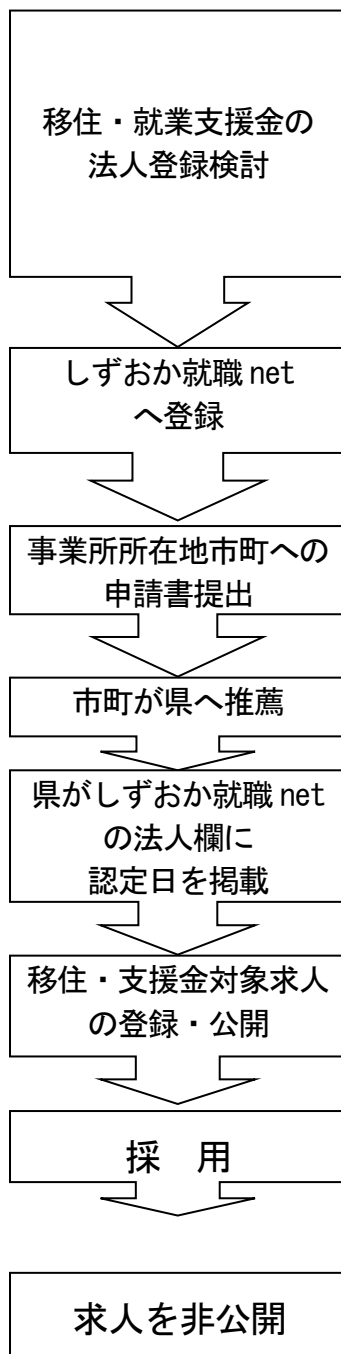 移住・就業支援金の
法人登録検討
しずおか就職 net
へ登録
事業所所在地市町への
申請書提出
市町が県へ推薦
県がしずおか就職 net
の法人欄に
認定日を掲載
移住・支援金対象求人
の登録・公開
採　用
求人を非公開